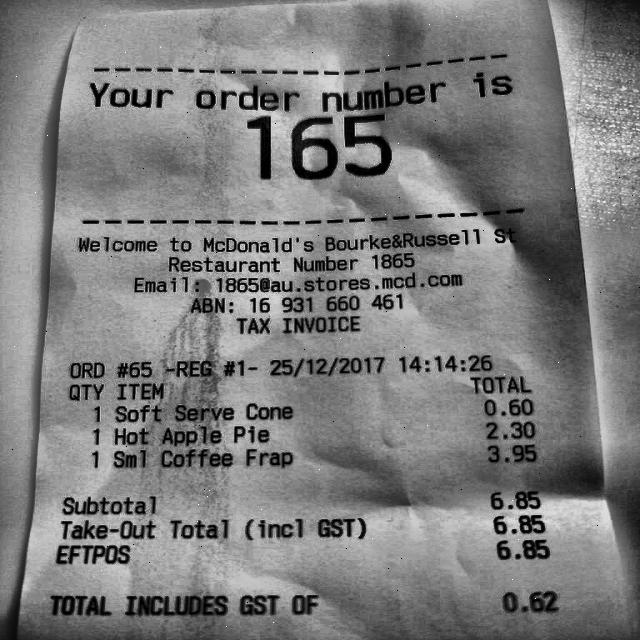 Your order number is
165
Welcome to McDonald's Bourke&Russell St
Restaurant Number 1865
Email: 1865@au.stores.mcd.com
ABN: 16 931 660 461
TAX INVOICE
ORD #65 -REG #1- 25/12/2017 14:14:26
QTY ITEM TOTAL
1 Soft Serve Cone 0.60
1 Hot Apple Pie 2.30
1 Sml Coffee Frap 3.95
Subtotal 6.85
Take-Out Total (incl GST) 6.85
EFTPOS 6.85
TOTAL INCLUDES GST OF 0.62